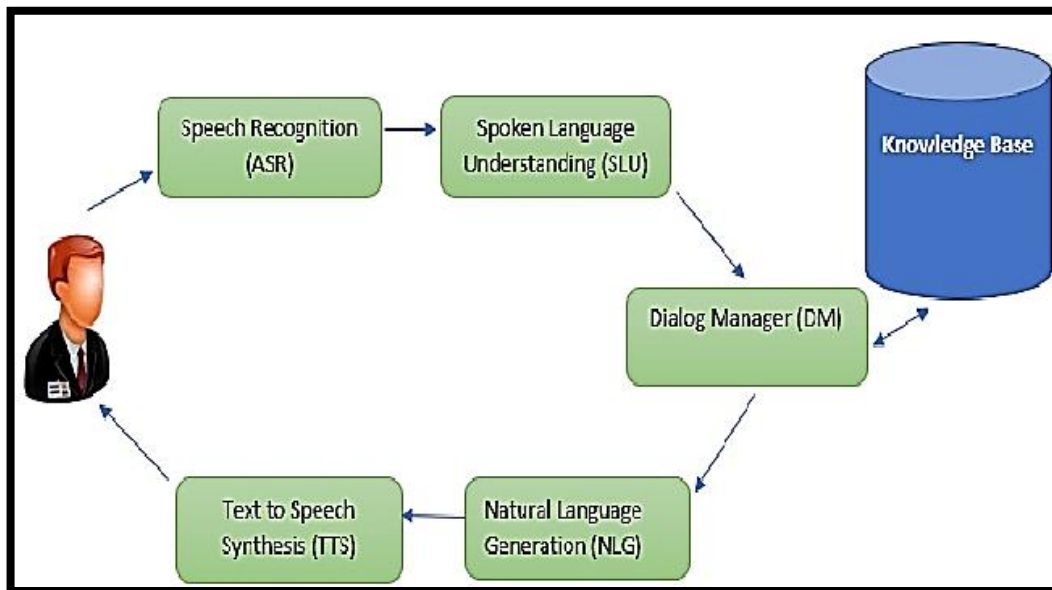 Speech Recognition
(ASR)
Spoken Language
Understanding (SLU)
Knowledge Base
Dialog Manager (DM)
Text to Speech
Synthesis (TTS)
Natural Language
Generation (NLG)